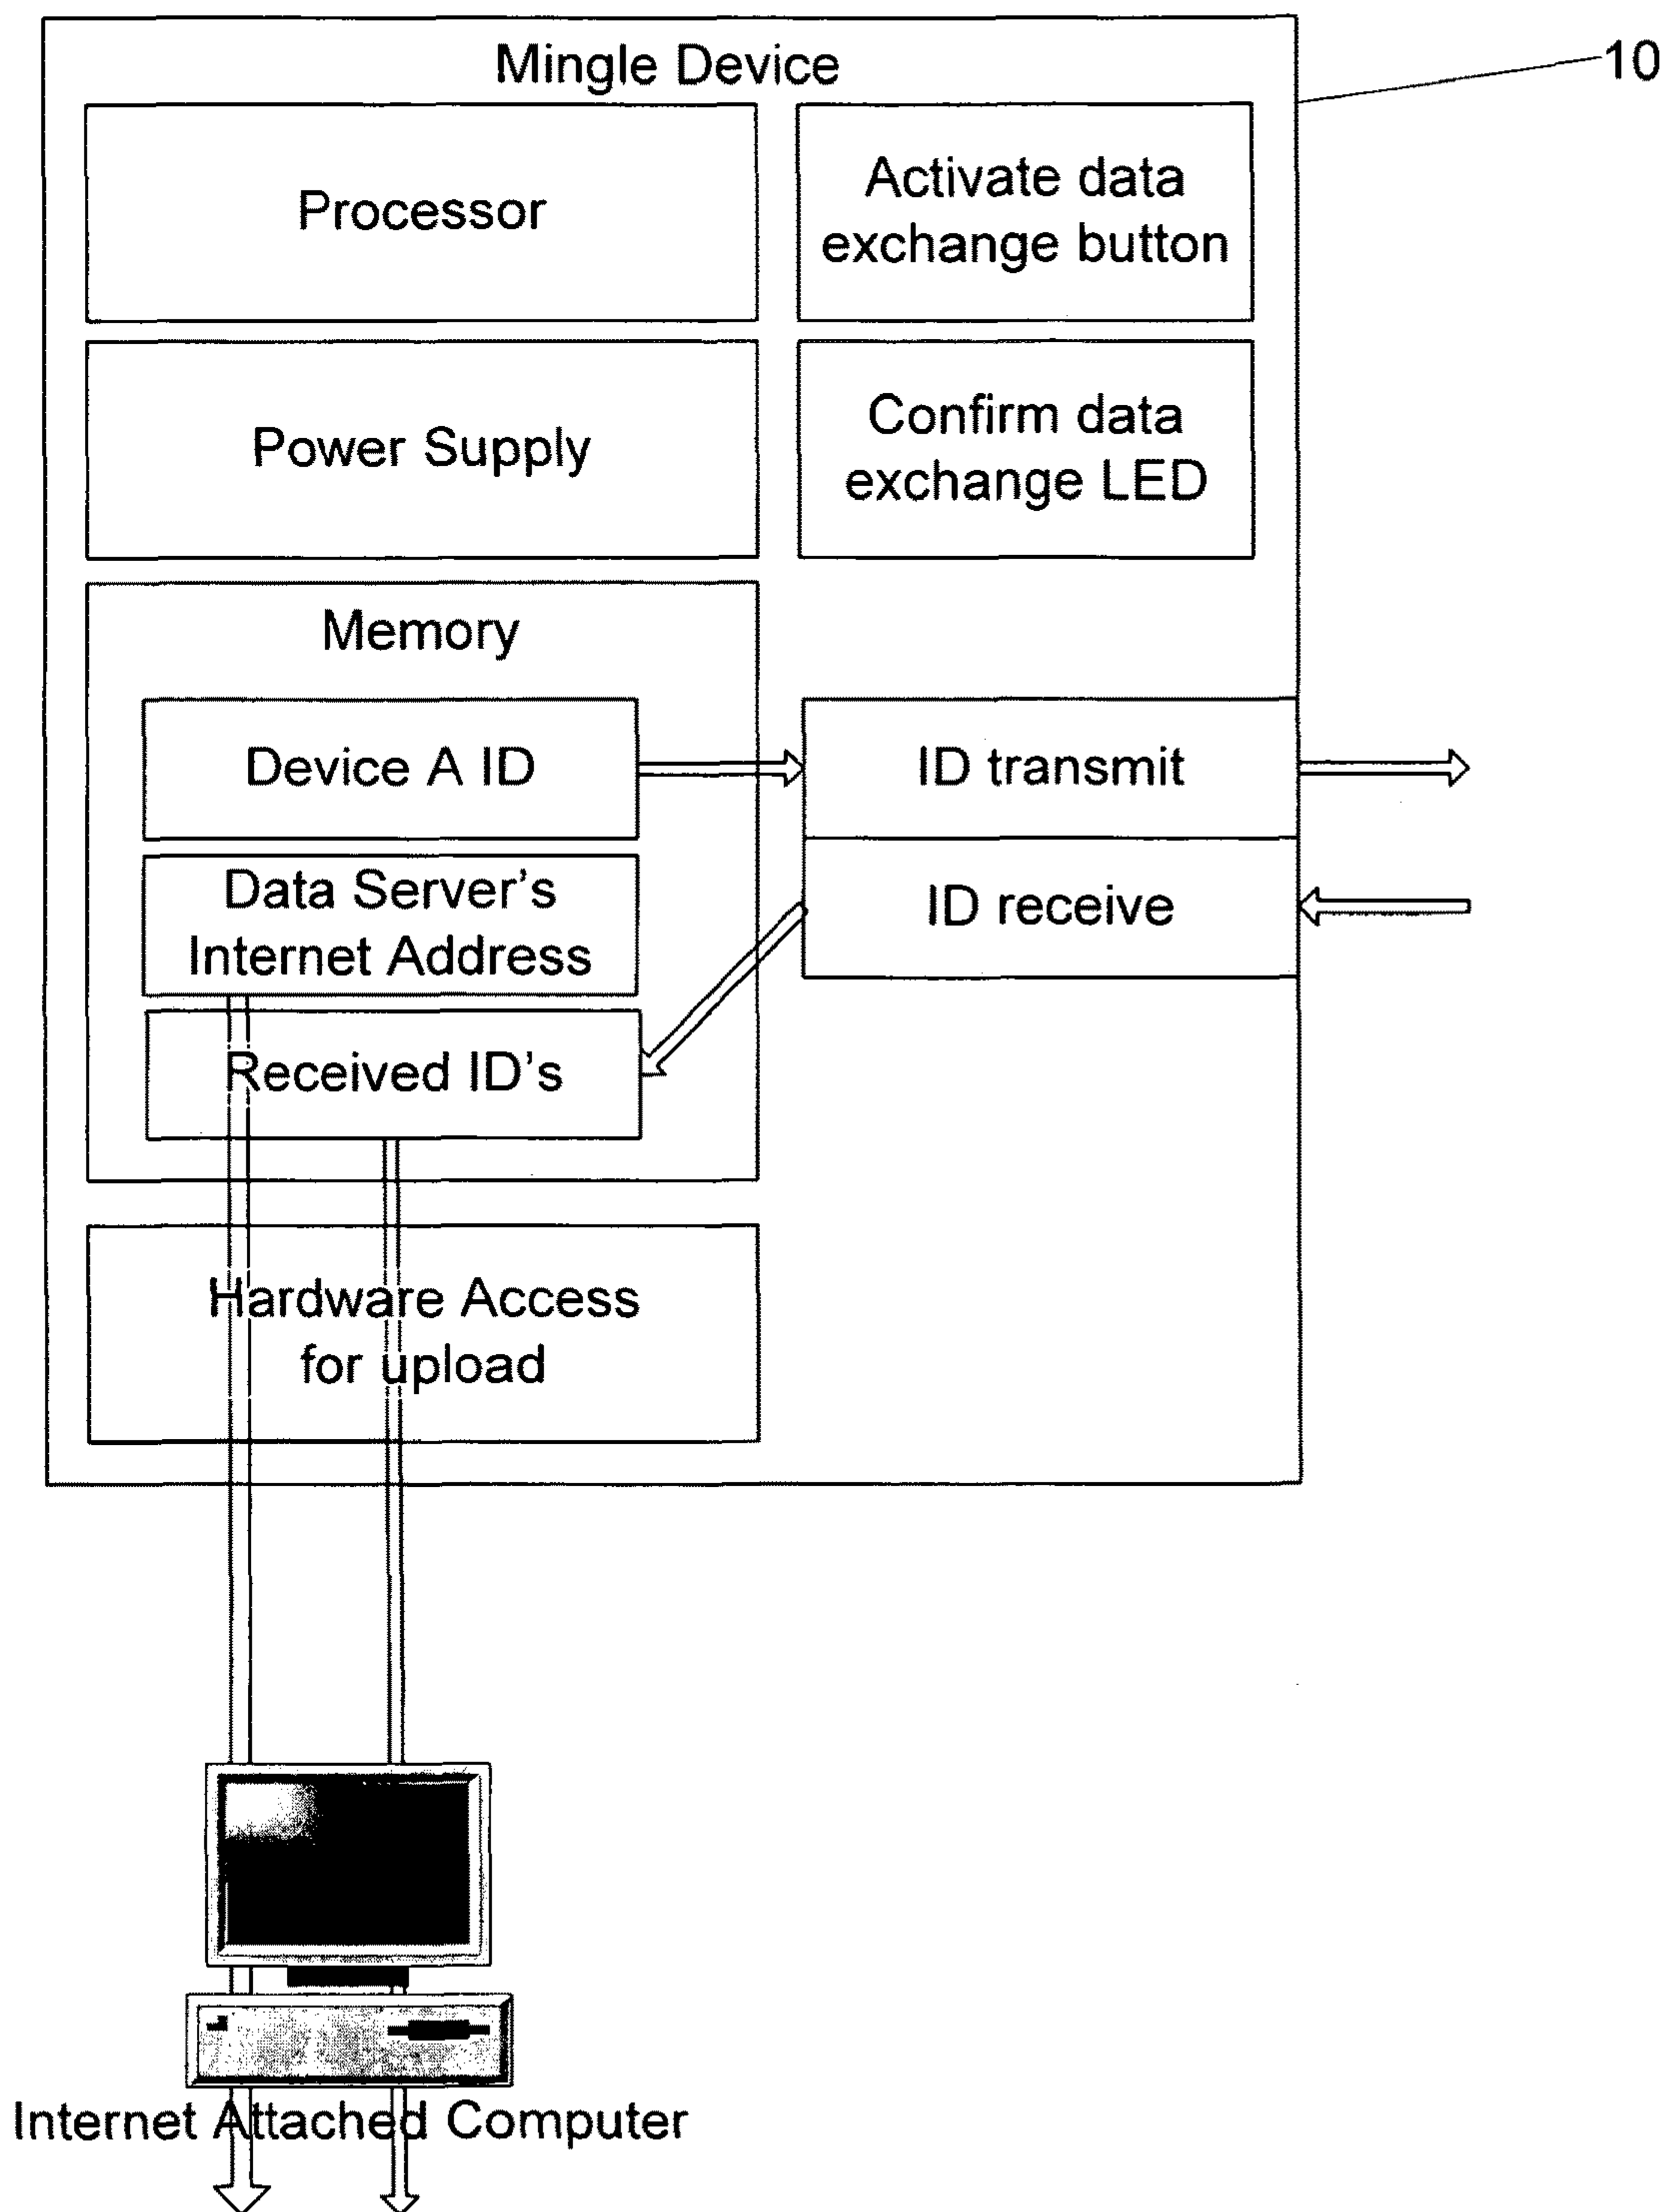 Mingle Device
10
Processor
Activate data
exchange button
Power Supply
Confirm data
exchange LED
Memory
Device A ID
ID transmit
Data Server's
Internet Address
ID receive
Received ID's
Hardware Access
for upload
Internet Attached Computer